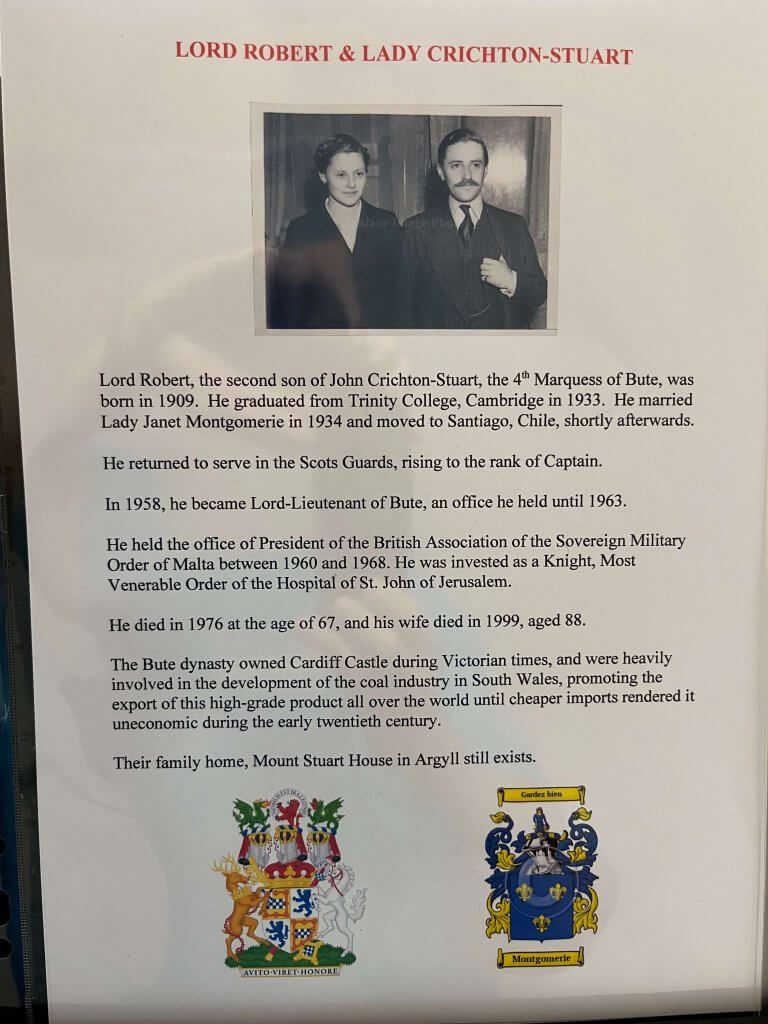 LORD ROBERT & LADY CRICHTON-STUART
Lord Robert, the second son of John Crichton-Stuart, the 4th Marquess of Bute, was
born in 1909. He graduated from Trinity College, Cambridge in 1933. He married
Lady Janet Montgomerie in 1934 and moved to Santiago, Chile, shortly afterwards.
He returned to serve in the Scots Guards, rising to the rank of Captain.
In 1958, he became Lord-Lieutenant of Bute, an office he held until 1963.
He held the office of President of the British Association of the Sovereign Military
Order of Malta between 1960 and 1968. He was invested as a Knight, Most
Venerable Order of the Hospital of St. John of Jerusalem.
He died in 1976 at the age of 67, and his wife died in 1999, aged 88.
The Bute dynasty owned Cardiff Castle during Victorian times, and were heavily
involved in the development of the coal industry in South Wales, promoting the
export of this high-grade product all over the world until cheaper imports rendered it
uneconomic during the early twentieth century.
Their family home, Mount Stuart House in Argyll still exists.
AVITO·VIRET·HONORE
Gardez bien
Montgomerie